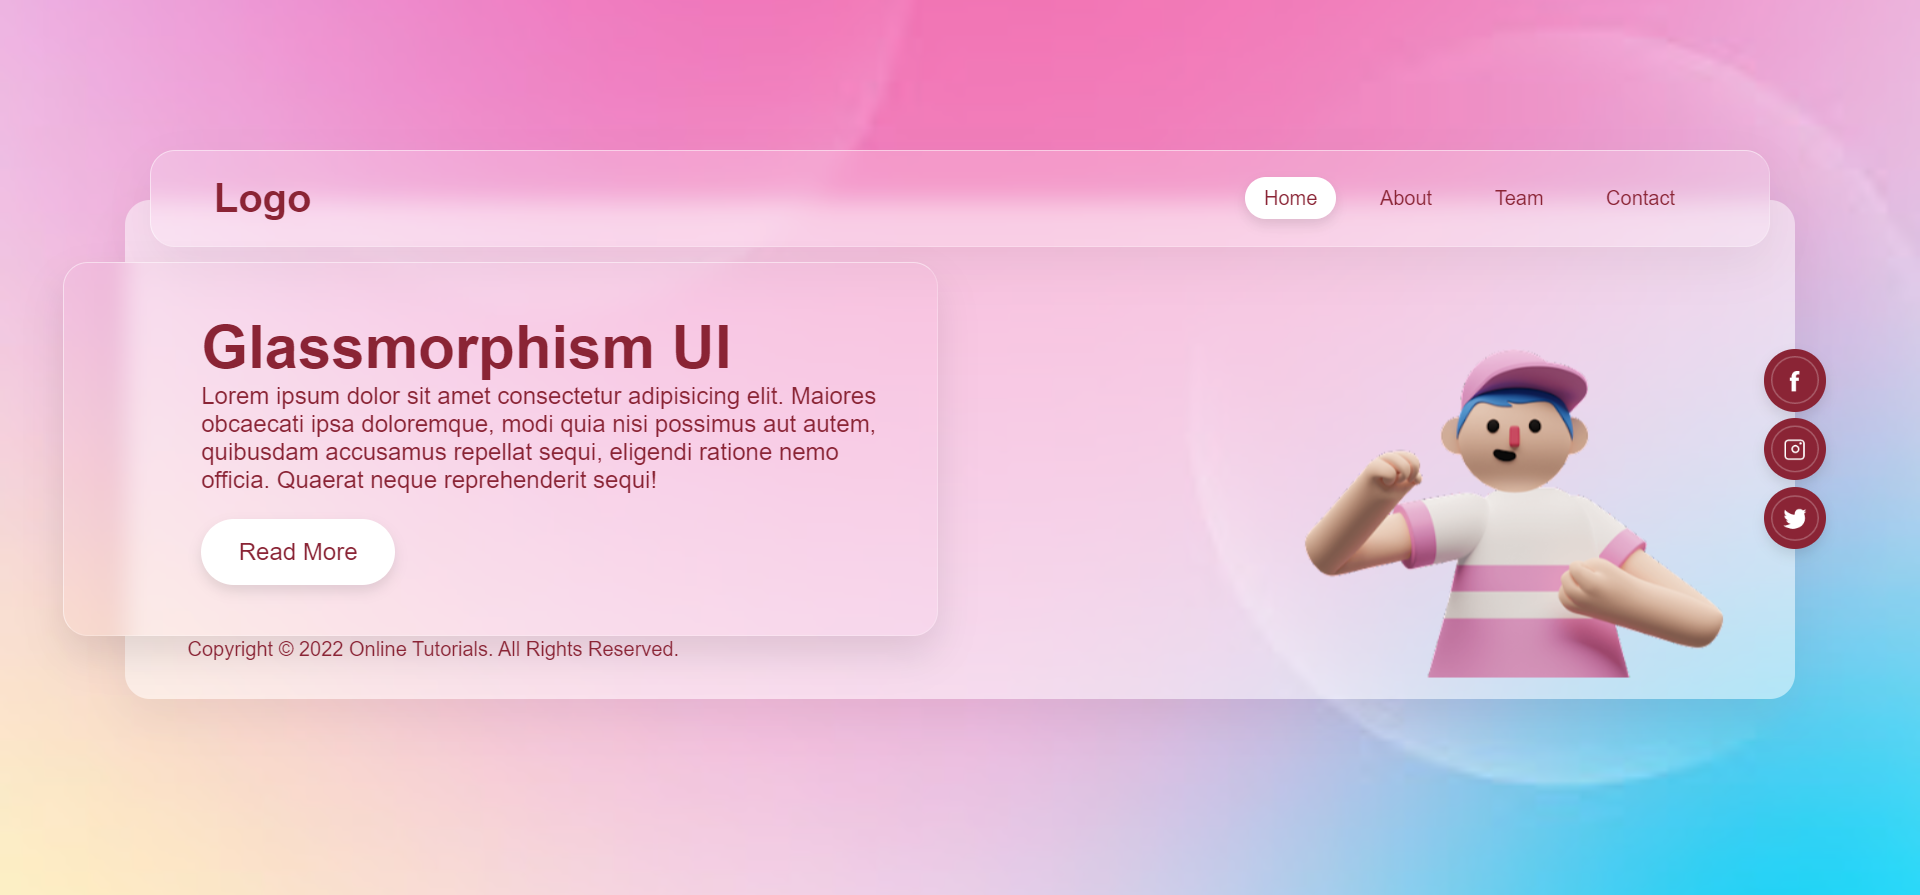 Logo
Home About Team Contact
Glassmorphism UI
Lorem ipsum dolor sit amet consectetur adipisicing elit. Maiores
obcaecati ipsa doloremque, modi quia nisi possimus aut autem,
quibusdam accusamus repellat sequi, eligendi ratione nemo
officia. Quaerat neque reprehenderit sequi!
Read More
Copyright © 2022 Online Tutorials. All Rights Reserved.